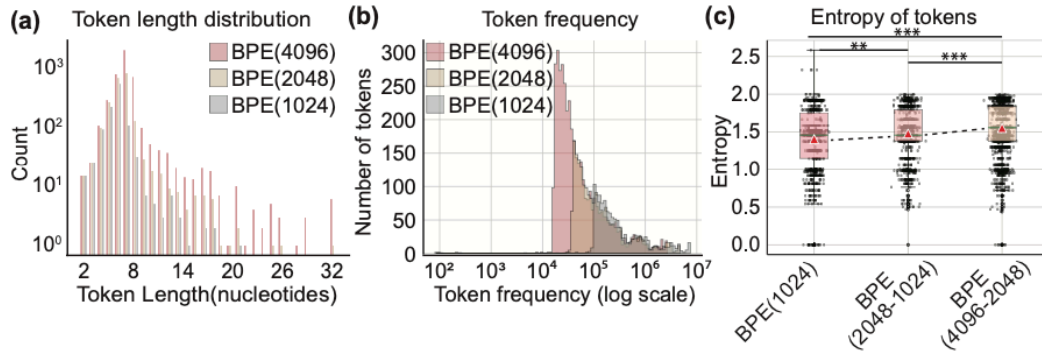 (a) Token length distribution
BPE(4096)
BPE(2048)
BPE(1024)
10³
10²
10¹
10⁰
Count
2 8 14 20 26 32
Token Length(nucleotides)
(b) Token frequency
BPE(4096)
BPE(2048)
BPE(1024)
300
250
200
150
100
50
0
Number of tokens
10² 10³ 10⁴ 10⁵ 10⁶ 10⁷
Token frequency (log scale)
(c) Entropy of tokens
***
**
***
2.5
2.0
1.5
1.0
0.5
0.0
Entropy
BPE(1024)
BPE
(2048-1024)
BPE
(4096-2048)